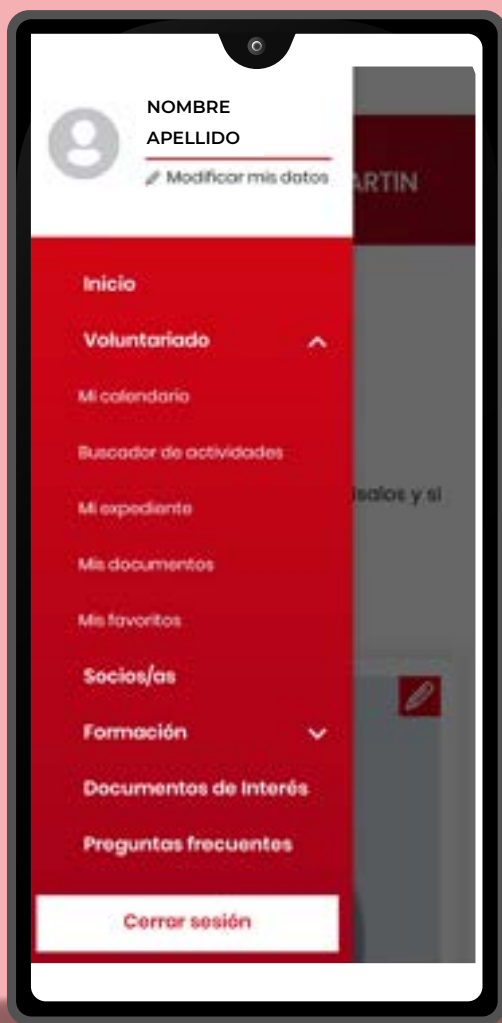 NOMBRE
APELLIDO
Modificar mis datos
ARTIN
Inicio
Voluntariado
Mi calendario
Buscador de actividades
Mi expediente
isalos y si
Mis documentos
Mis favoritos
Socios/as
Formación
Documentos de Interés
Preguntas frecuentes
Cerrar sesión